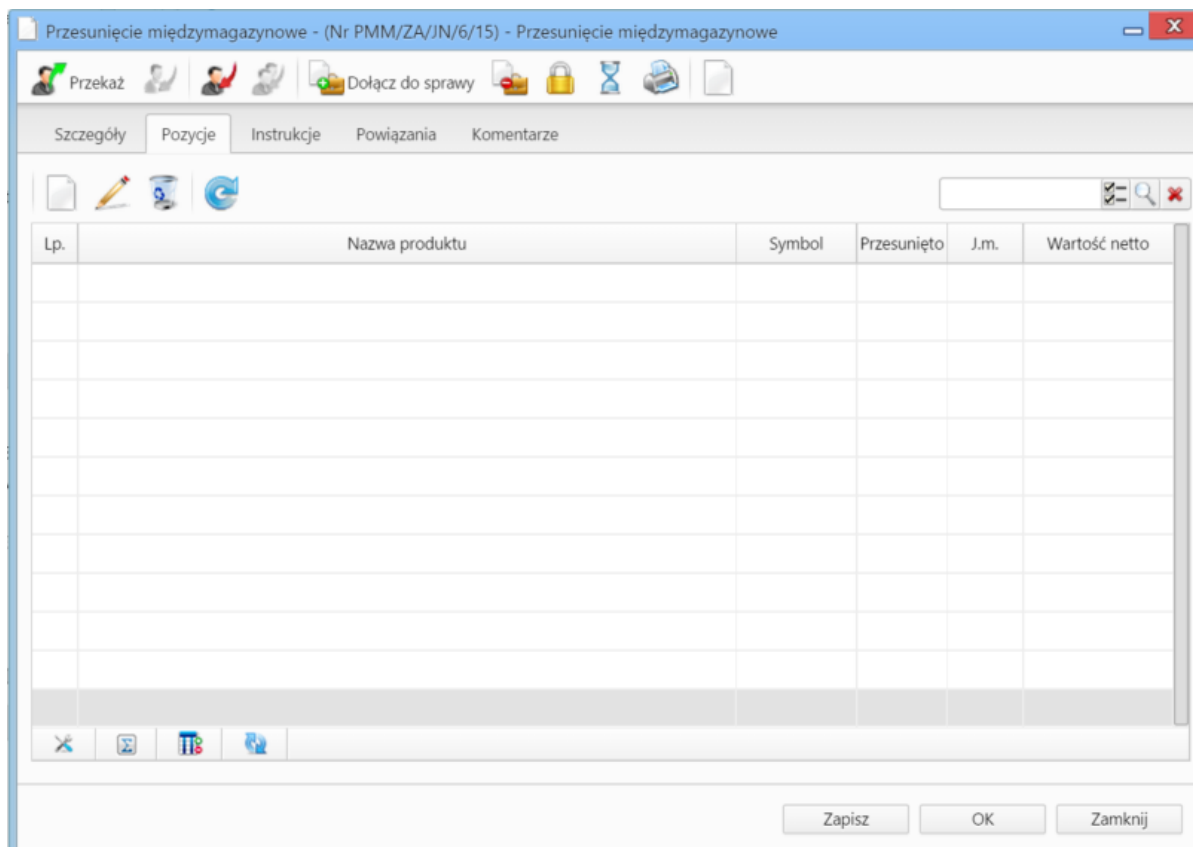 Przesunięcie międzymagazynowe - (Nr PMM/ZA/JN/6/15) - Przesunięcie międzymagazynowe
Przekaż Dołącz do sprawy
Szczegóły Pozycje Instrukcje Powiązania Komentarze
Lp. Nazwa produktu Symbol Przesunięto J.m. Wartość netto
Zapisz OK Zamknij